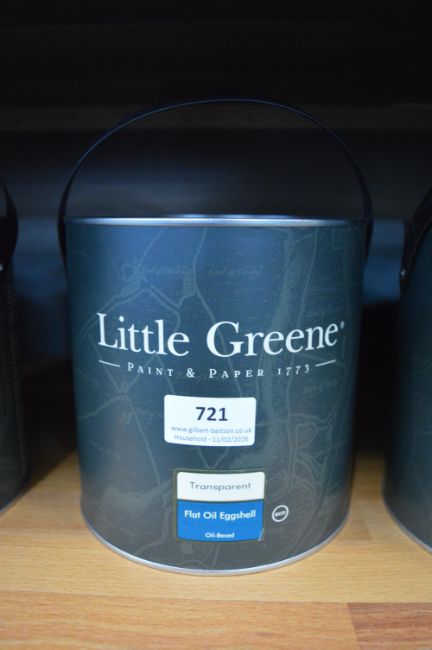 Little Greene®
PAINT & PAPER 1773
721
www.gilbert-baitson.co.uk
Household - 11/02/2026
Transparent
Flat Oil Eggshell
Oil-Based
eco